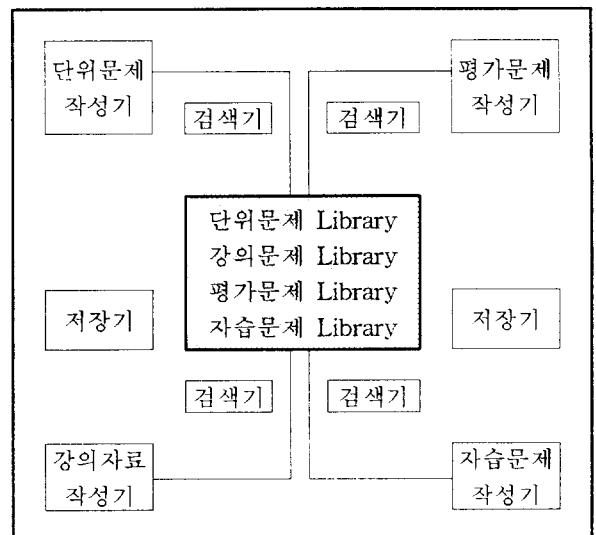 단위문제
작성기
평가문제
작성기
검색기
검색기
단위문제 Library
강의문제 Library
평가문제 Library
자습문제 Library
저장기
저장기
검색기
검색기
강의자료
작성기
자습문제
작성기